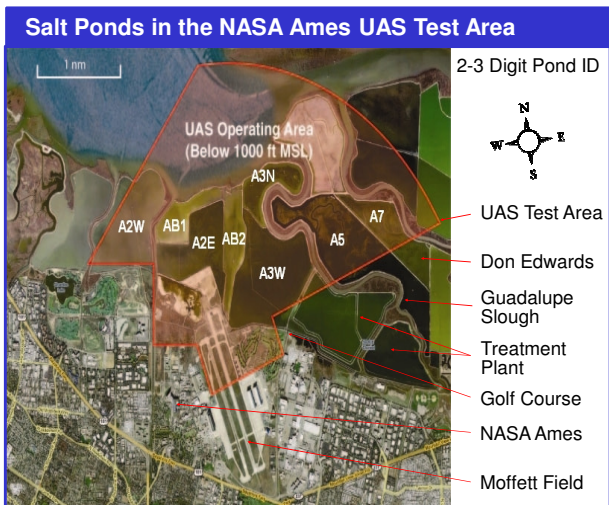 Salt Ponds in the NASA Ames UAS Test Area
1 nm
2-3 Digit Pond ID
N
W E
S
UAS Operating Area
(Below 1000 ft MSL)
A3N
A2W
AB1
A2E
AB2
A3W
A5
A7
UAS Test Area
Don Edwards
Guadalupe
Slough
Treatment
Plant
Golf Course
NASA Ames
Moffett Field